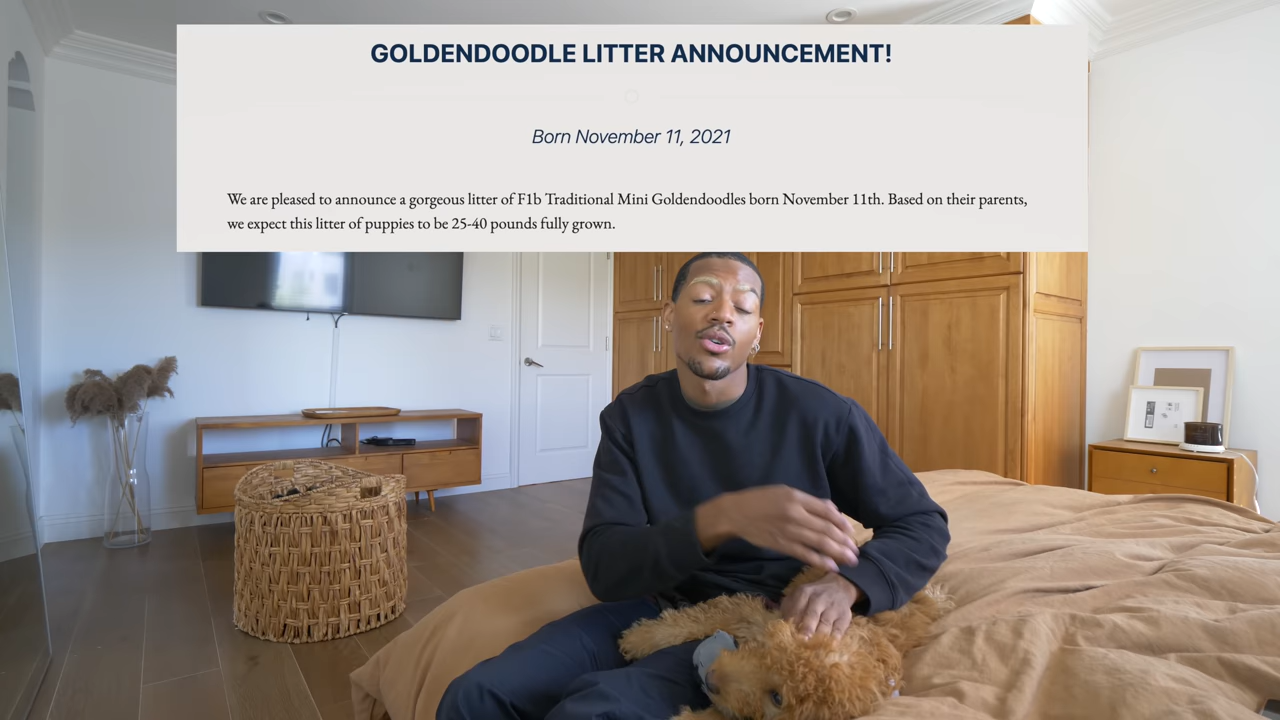 GOLDENDOODLE LITTER ANNOUNCEMENT!
Born November 11, 2021
We are pleased to announce a gorgeous litter of F1b Traditional Mini Goldendoodles born November 11th. Based on their parents,
we expect this litter of puppies to be 25-40 pounds fully grown.